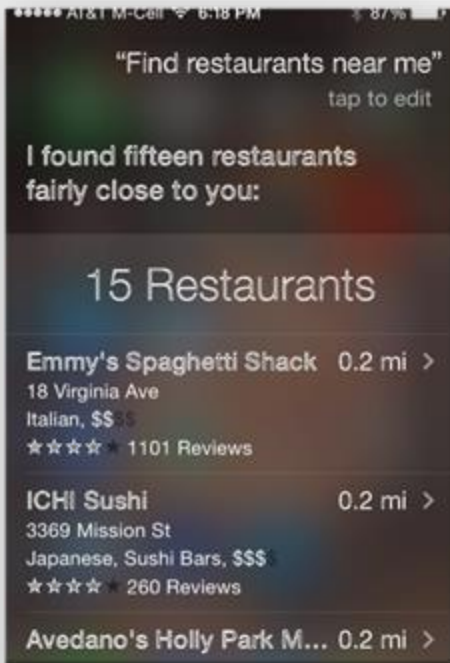 AT&T M-Cell 6:18 PM 87%
“Find restaurants near me”
tap to edit
I found fifteen restaurants
fairly close to you:
15 Restaurants
Emmy's Spaghetti Shack 0.2 mi >
18 Virginia Ave
Italian, $$$$
★★★★★ 1101 Reviews
ICHI Sushi 0.2 mi >
3369 Mission St
Japanese, Sushi Bars, $$$$
★★★★★ 260 Reviews
Avedano's Holly Park M... 0.2 mi >